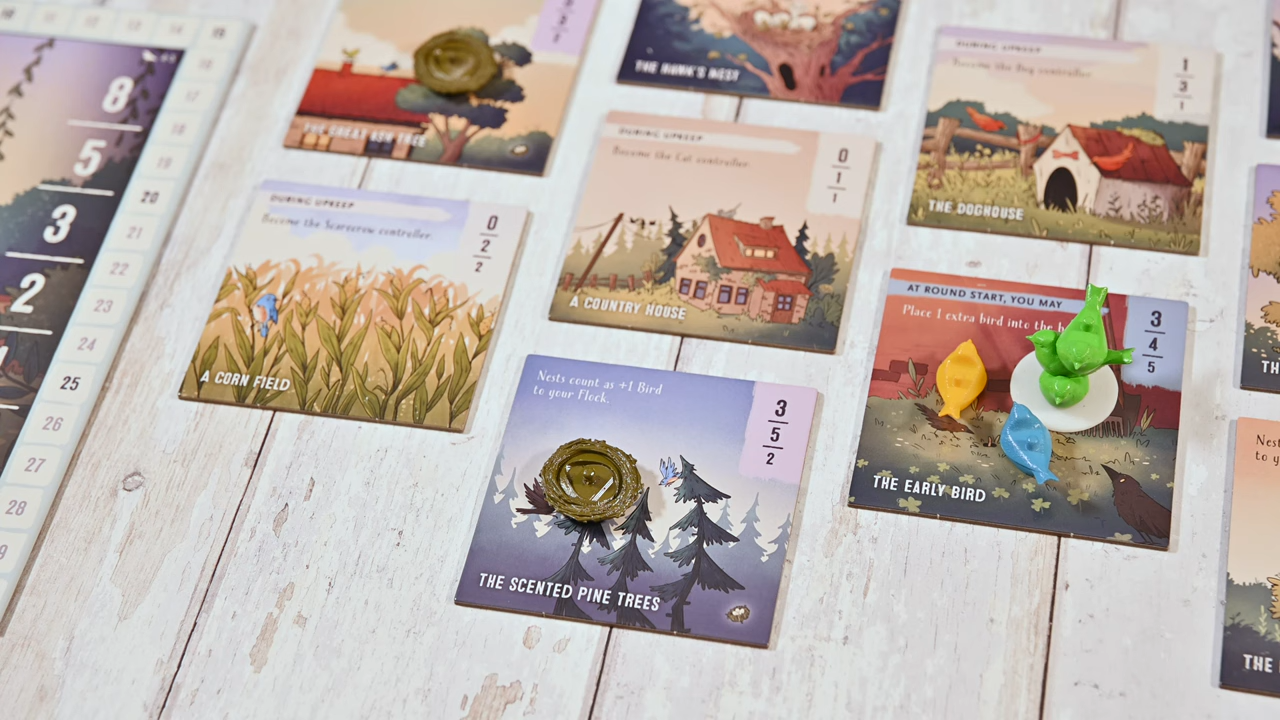 8
5
3
2
18
19
20
21
22
23
24
25
26
27
28
THE GREAT ASH TREE
THE HAWK'S NEST
DURING UPKEEP
Become the Dog controller.
1
3
1
THE DOGHOUSE
DURING UPKEEP
Become the Cat controller.
0
1
1
A COUNTRY HOUSE
DURING UPKEEP
Become the Scarecrow controller.
0
2
2
A CORN FIELD
Nests count as +1 Bird
to your Flock.
3
5
2
THE SCENTED PINE TREES
AT ROUND START, YOU MAY
Place 1 extra bird into the
3
4
5
THE EARLY BIRD
THE